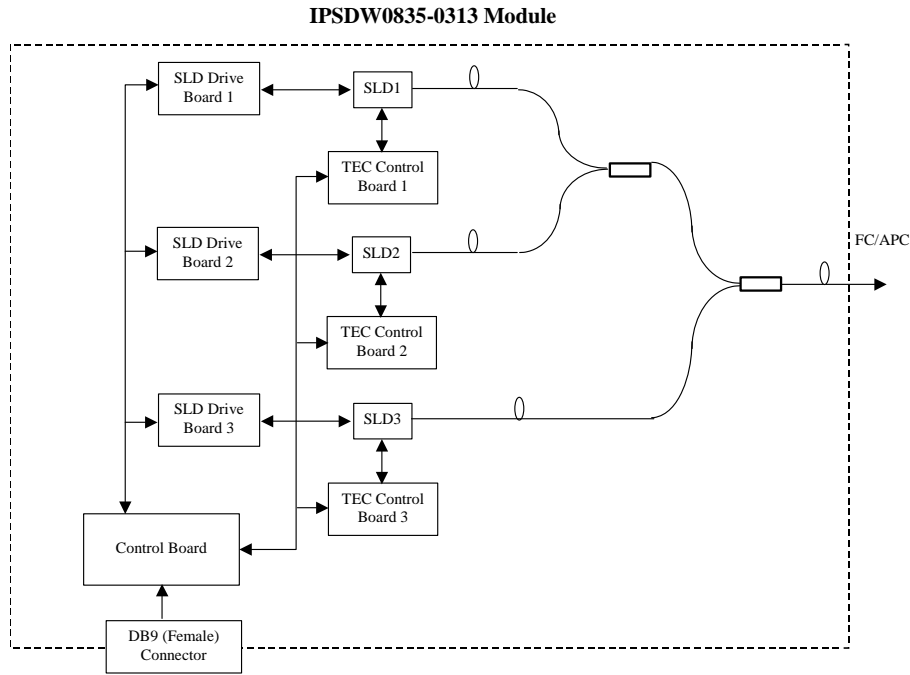 IPSDW0835-0313 Module
SLD Drive
Board 1
SLD1
TEC Control
Board 1
SLD Drive
Board 2
SLD2
FC/APC
TEC Control
Board 2
SLD Drive
Board 3
SLD3
TEC Control
Board 3
Control Board
DB9 (Female)
Connector